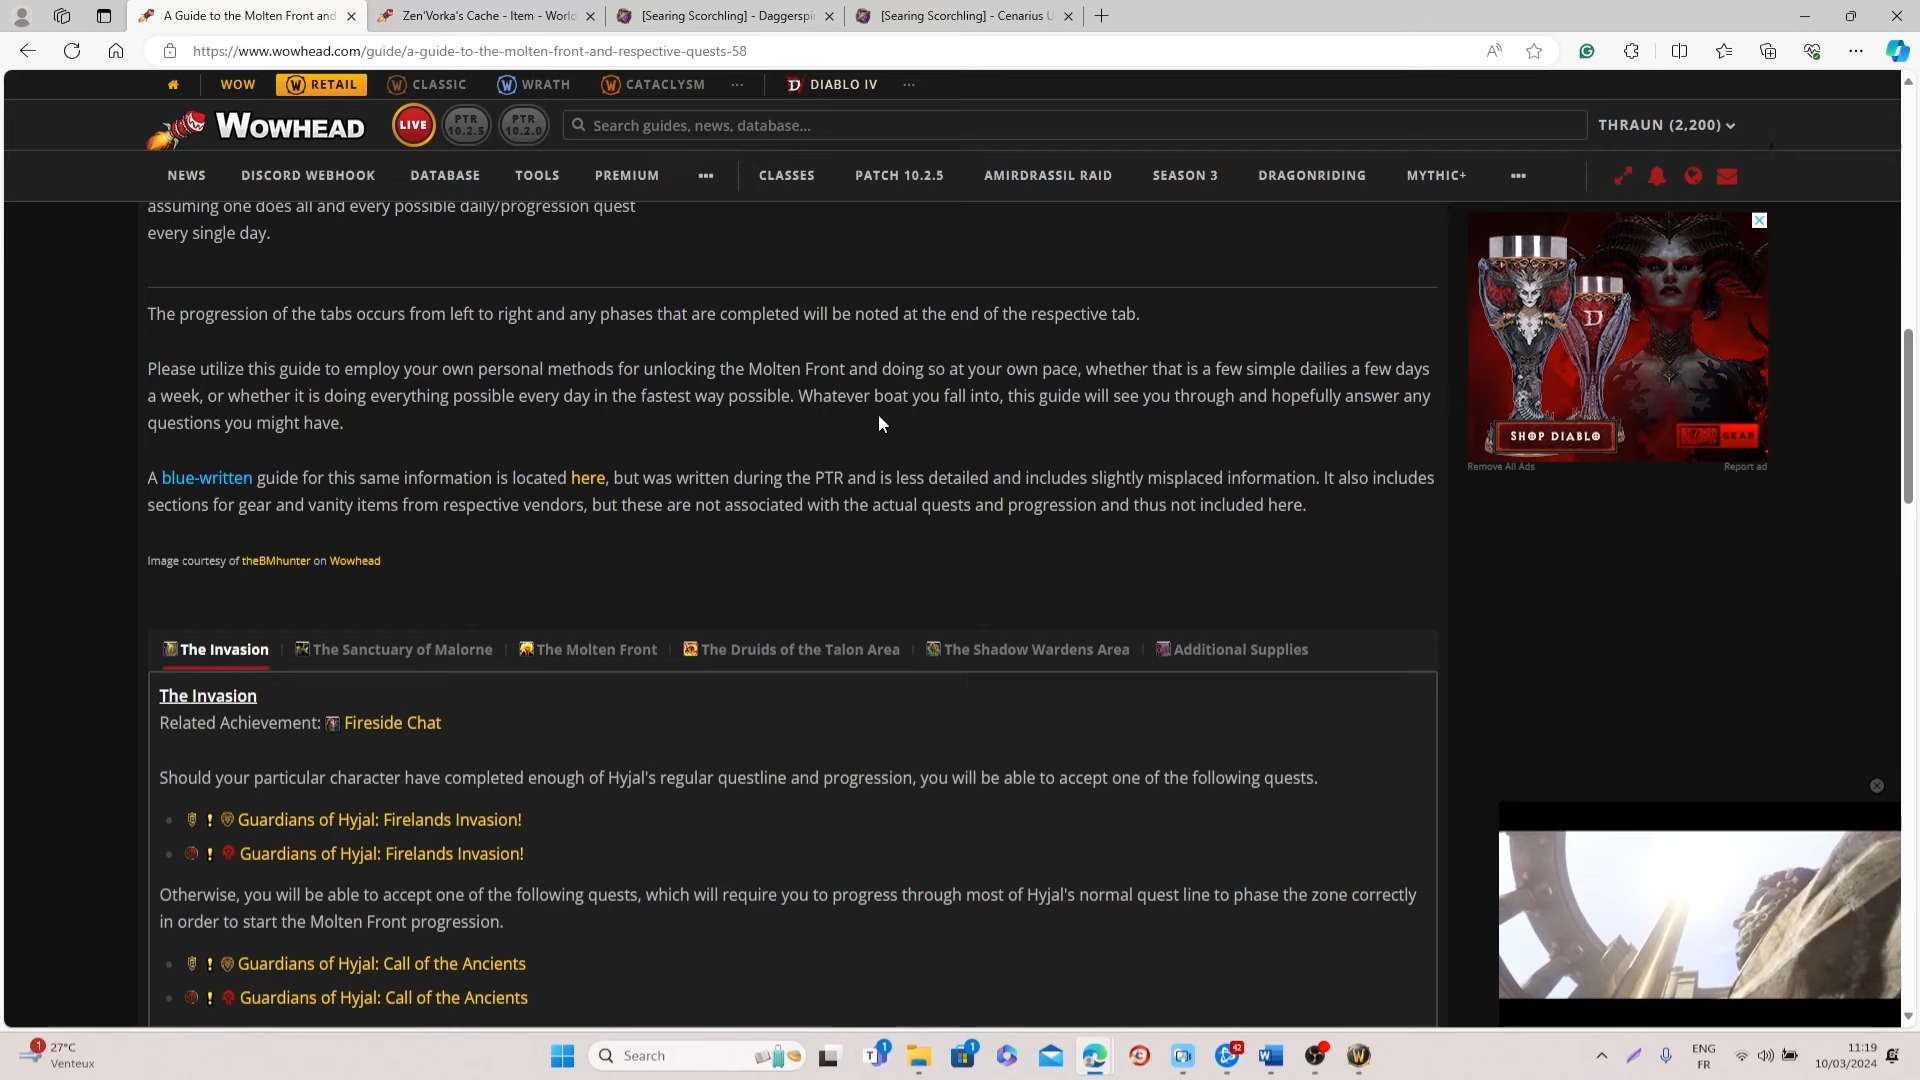 A Guide to the Molten Front and
Zen'Vorka's Cache - Item - World
[Searing Scorchling] - Daggerspi
[Searing Scorchling] - Cenarius U
https://www.wowhead.com/guide/a-guide-to-the-molten-front-and-respective-quests-58
WOW
RETAIL
CLASSIC
WRATH
CATACLYSM
DIABLO IV
WOWHEAD
LIVE
PTR
10.2.5
PTR
10.2.0
Search guides, news, database...
THRAUN (2,200)
NEWS
DISCORD WEBHOOK
DATABASE
TOOLS
PREMIUM
CLASSES
PATCH 10.2.5
AMIRDRASSIL RAID
SEASON 3
DRAGONRIDING
MYTHIC+
assuming one does all and every possible daily/progression quest
every single day.
The progression of the tabs occurs from left to right and any phases that are completed will be noted at the end of the respective tab.
Please utilize this guide to employ your own personal methods for unlocking the Molten Front and doing so at your own pace, whether that is a few simple dailies a few days
a week, or whether it is doing everything possible every day in the fastest way possible. Whatever boat you fall into, this guide will see you through and hopefully answer any
questions you might have.
A blue-written guide for this same information is located here, but was written during the PTR and is less detailed and includes slightly misplaced information. It also includes
sections for gear and vanity items from respective vendors, but these are not associated with the actual quests and progression and thus not included here.
Image courtesy of theBMhunter on Wowhead
SHOP DIABLO
BLIZZARD GEAR
Remove All Ads
Report ad
The Invasion
The Sanctuary of Malorne
The Molten Front
The Druids of the Talon Area
The Shadow Wardens Area
Additional Supplies
The Invasion
Related Achievement: Fireside Chat
Should your particular character have completed enough of Hyjal's regular questline and progression, you will be able to accept one of the following quests.
Guardians of Hyjal: Firelands Invasion!
Guardians of Hyjal: Firelands Invasion!
Otherwise, you will be able to accept one of the following quests, which will require you to progress through most of Hyjal's normal quest line to phase the zone correctly
in order to start the Molten Front progression.
Guardians of Hyjal: Call of the Ancients
Guardians of Hyjal: Call of the Ancients
1
27°C
Venteux
Search
1
1
42
ENG
FR
11:19
10/03/2024